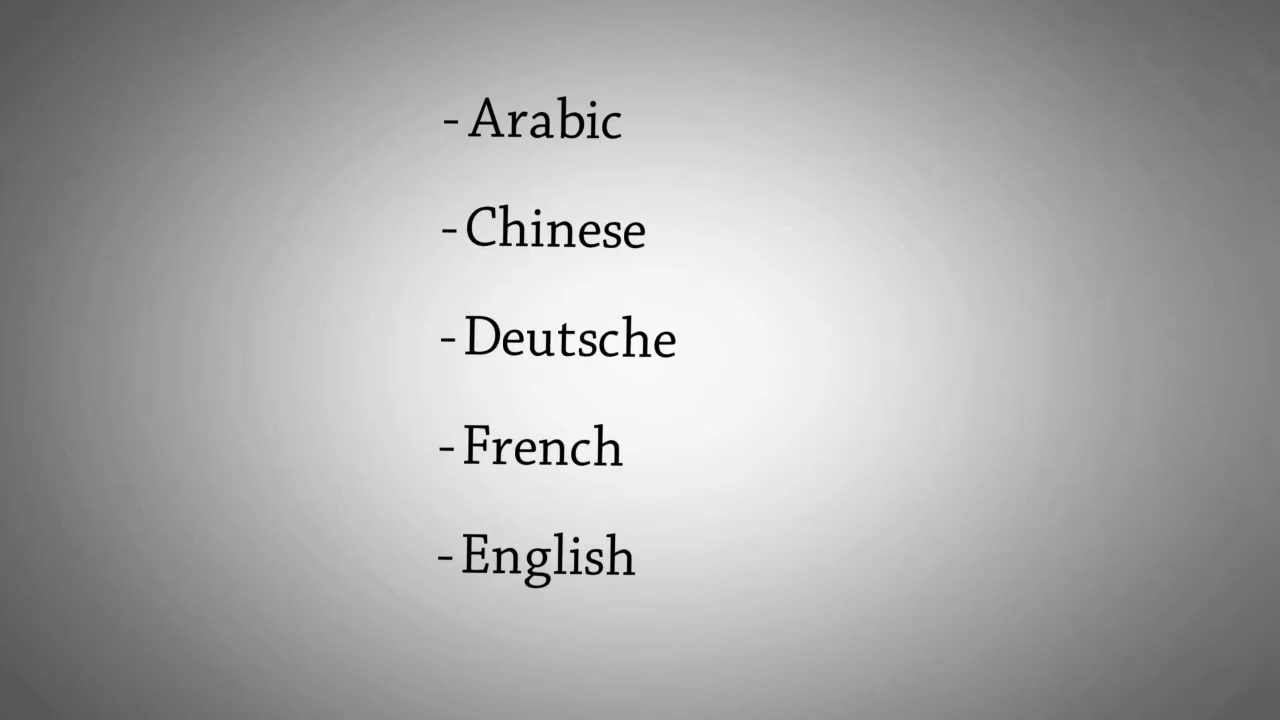 - Arabic
- Chinese
- Deutsche
- French
- English